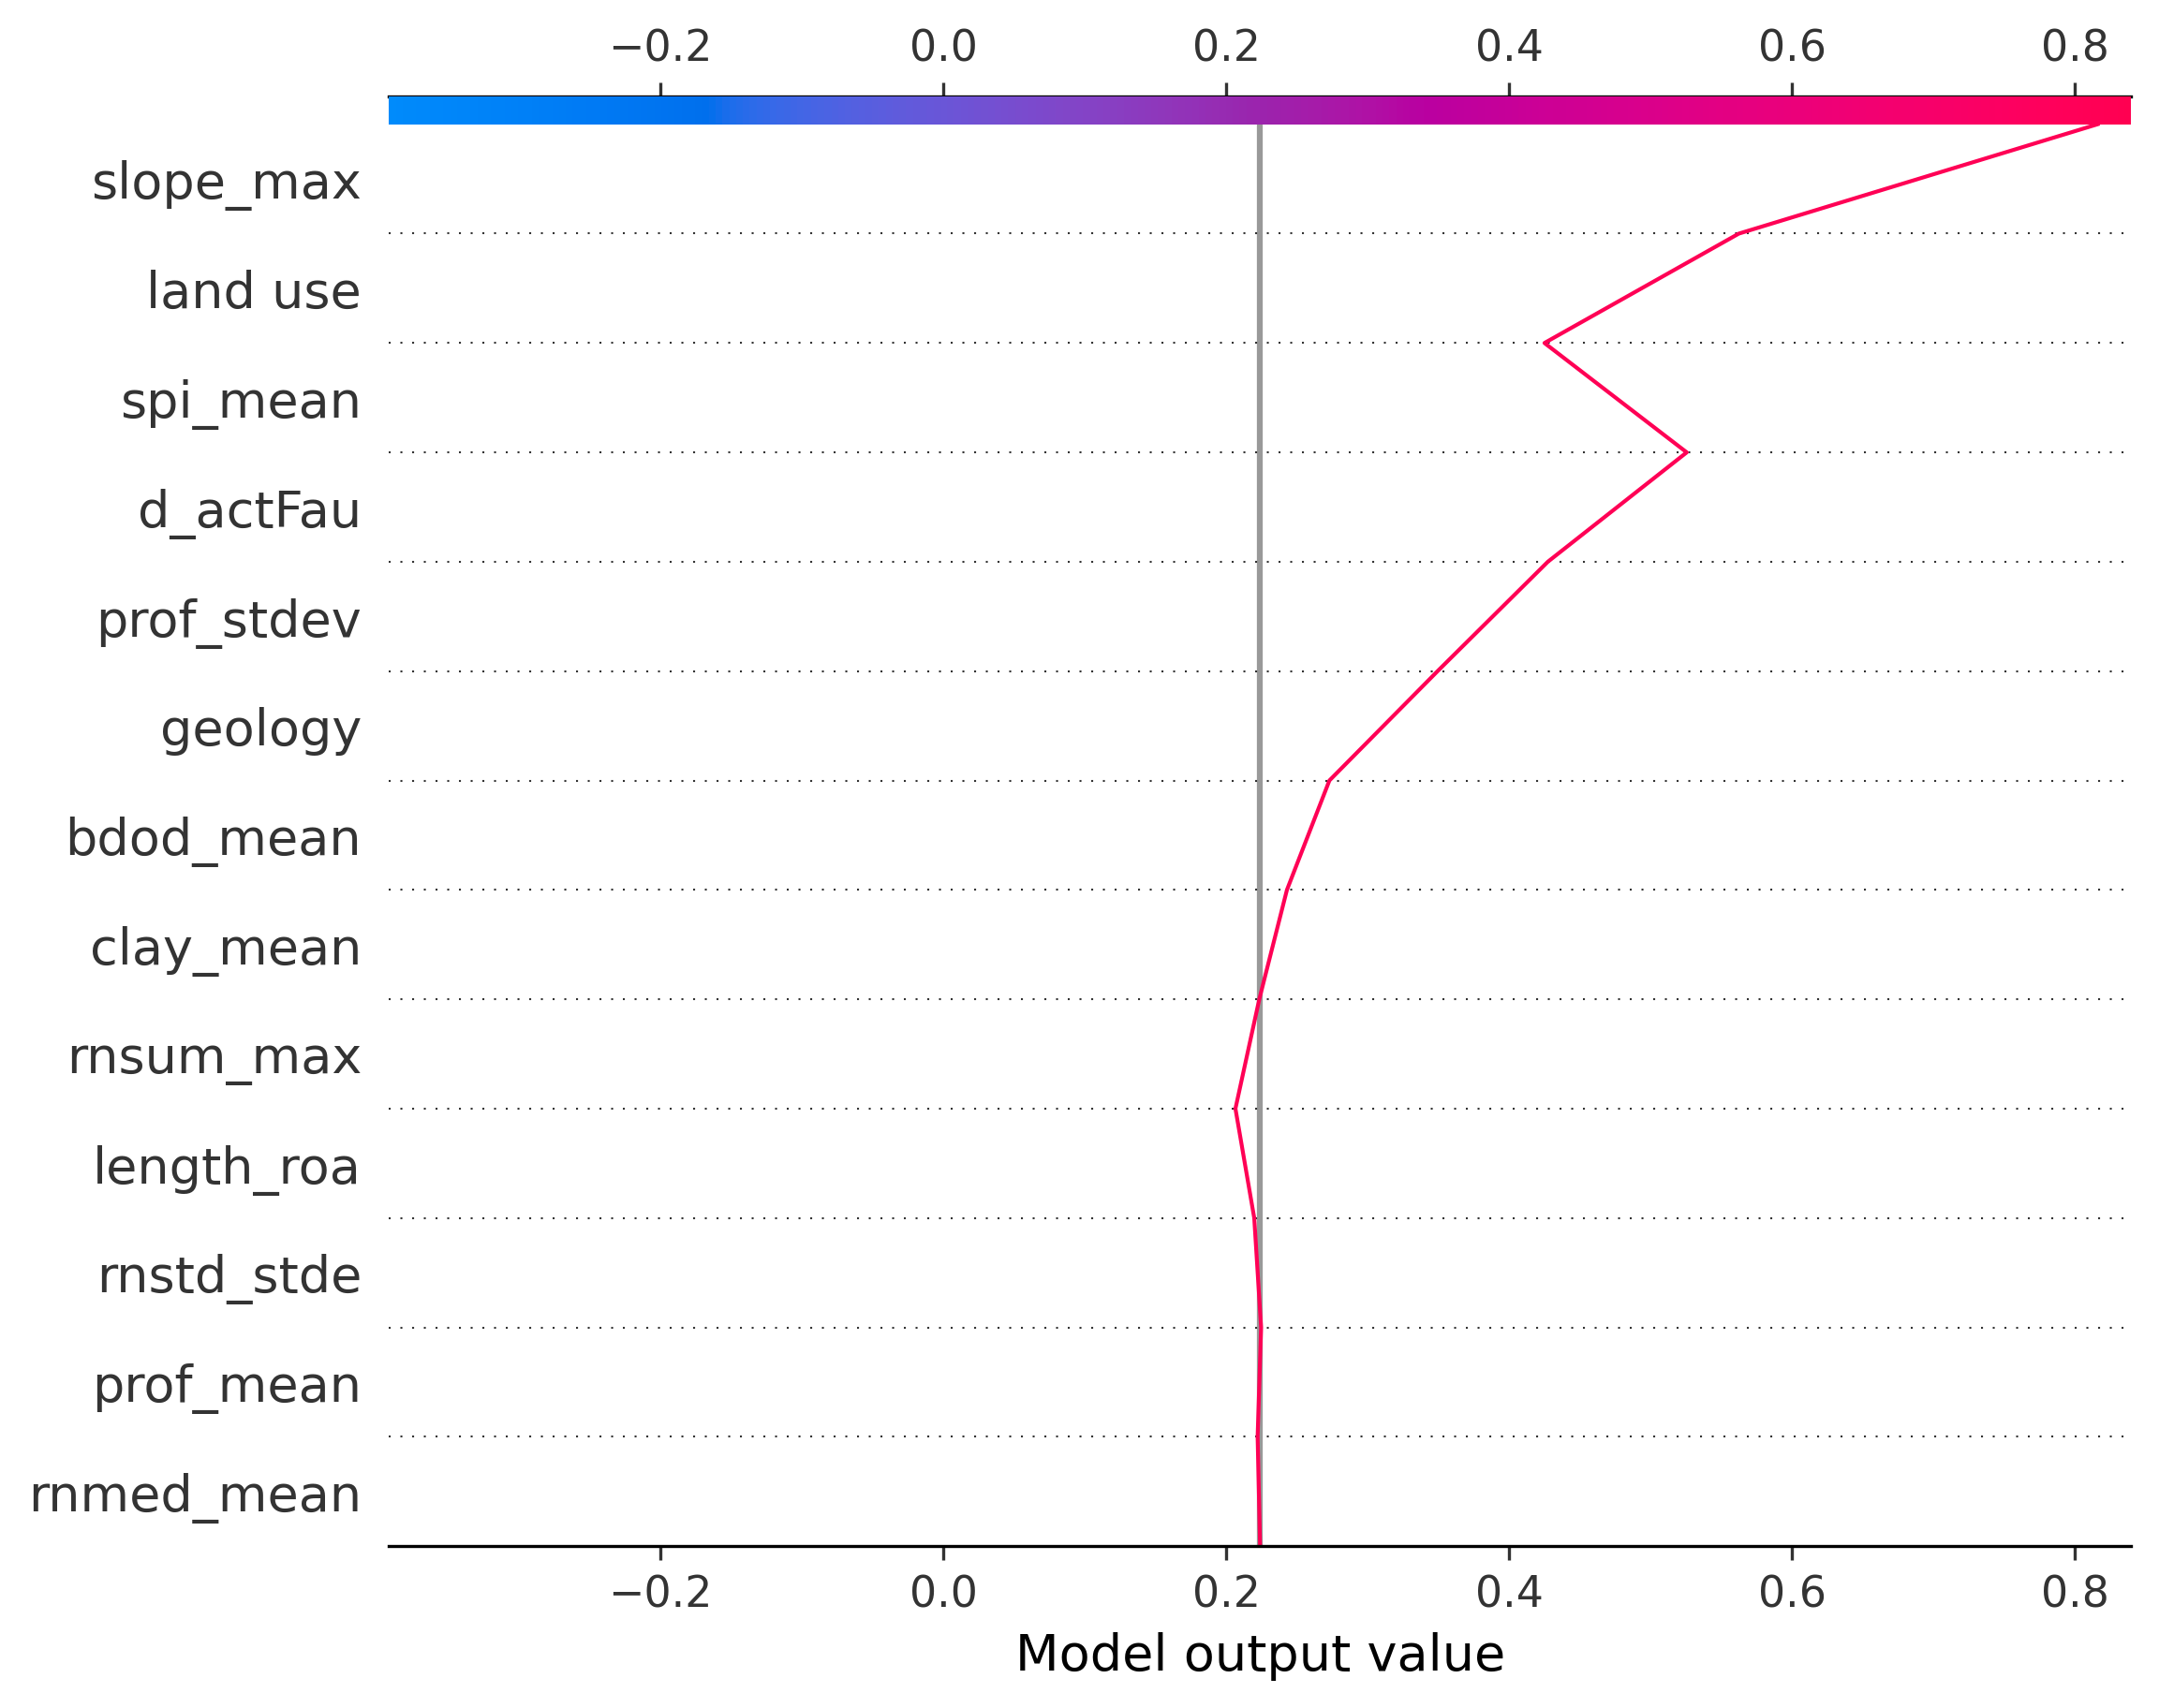 −0.2 0.0 0.2 0.4 0.6 0.8
slope_max
land use
spi_mean
d_actFau
prof_stdev
geology
bdod_mean
clay_mean
rnsum_max
length_roa
rnstd_stde
prof_mean
rnmed_mean
−0.2 0.0 0.2 0.4 0.6 0.8
Model output value